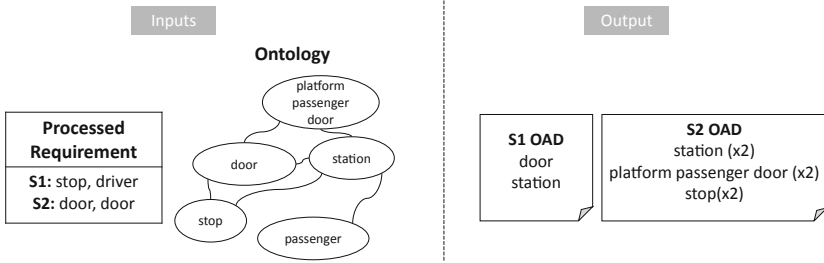 Inputs
Output
Ontology
platform
passenger
door
door
station
stop
passenger
Processed
Requirement
S1: stop, driver
S2: door, door
S1 OAD
door
station
S2 OAD
station (x2)
platform passenger door (x2)
stop(x2)